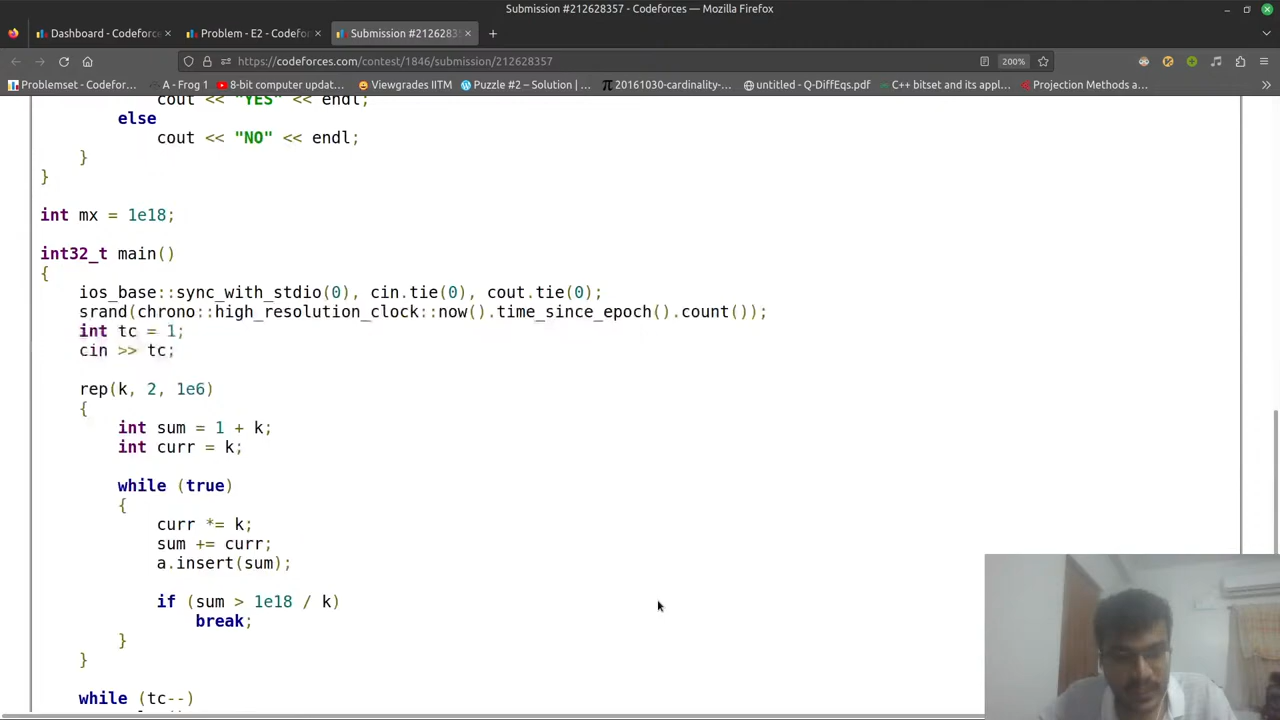 Submission #212628357 - Codeforces — Mozilla Firefox
Dashboard - Codeforce
Problem - E2 - Codefor
Submission #21262835
https://codeforces.com/contest/1846/submission/212628357
200%
Problemset - Codefor...
A - Frog 1
8-bit computer updat...
Viewgrades IITM
Puzzle #2 – Solution | ...
20161030-cardinality-...
untitled - Q-DiffEqs.pdf
C++ bitset and its appl...
Projection Methods a...
cout << "YES" << endl;
else
cout << "NO" << endl;
}
}
int mx = 1e18;
int32_t main()
{
ios_base::sync_with_stdio(0), cin.tie(0), cout.tie(0);
srand(chrono::high_resolution_clock::now().time_since_epoch().count());
int tc = 1;
cin >> tc;
rep(k, 2, 1e6)
{
int sum = 1 + k;
int curr = k;
while (true)
{
curr *= k;
sum += curr;
a.insert(sum);
if (sum > 1e18 / k)
break;
}
}
while (tc--)